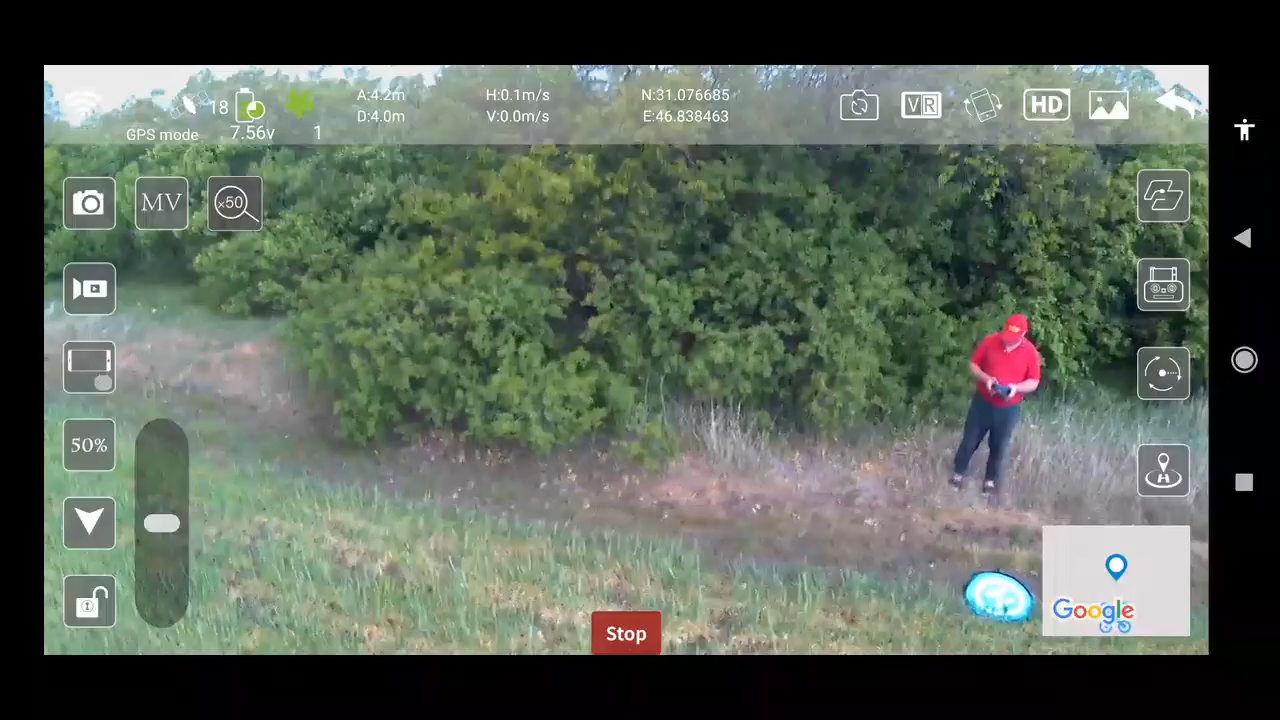 18
GPS mode
7.56v
1
A:4.2m
D:4.0m
H:0.1m/s
V:0.0m/s
N:31.076685
E:46.838463
VR
HD
MV
x50
50%
H
Stop
Google